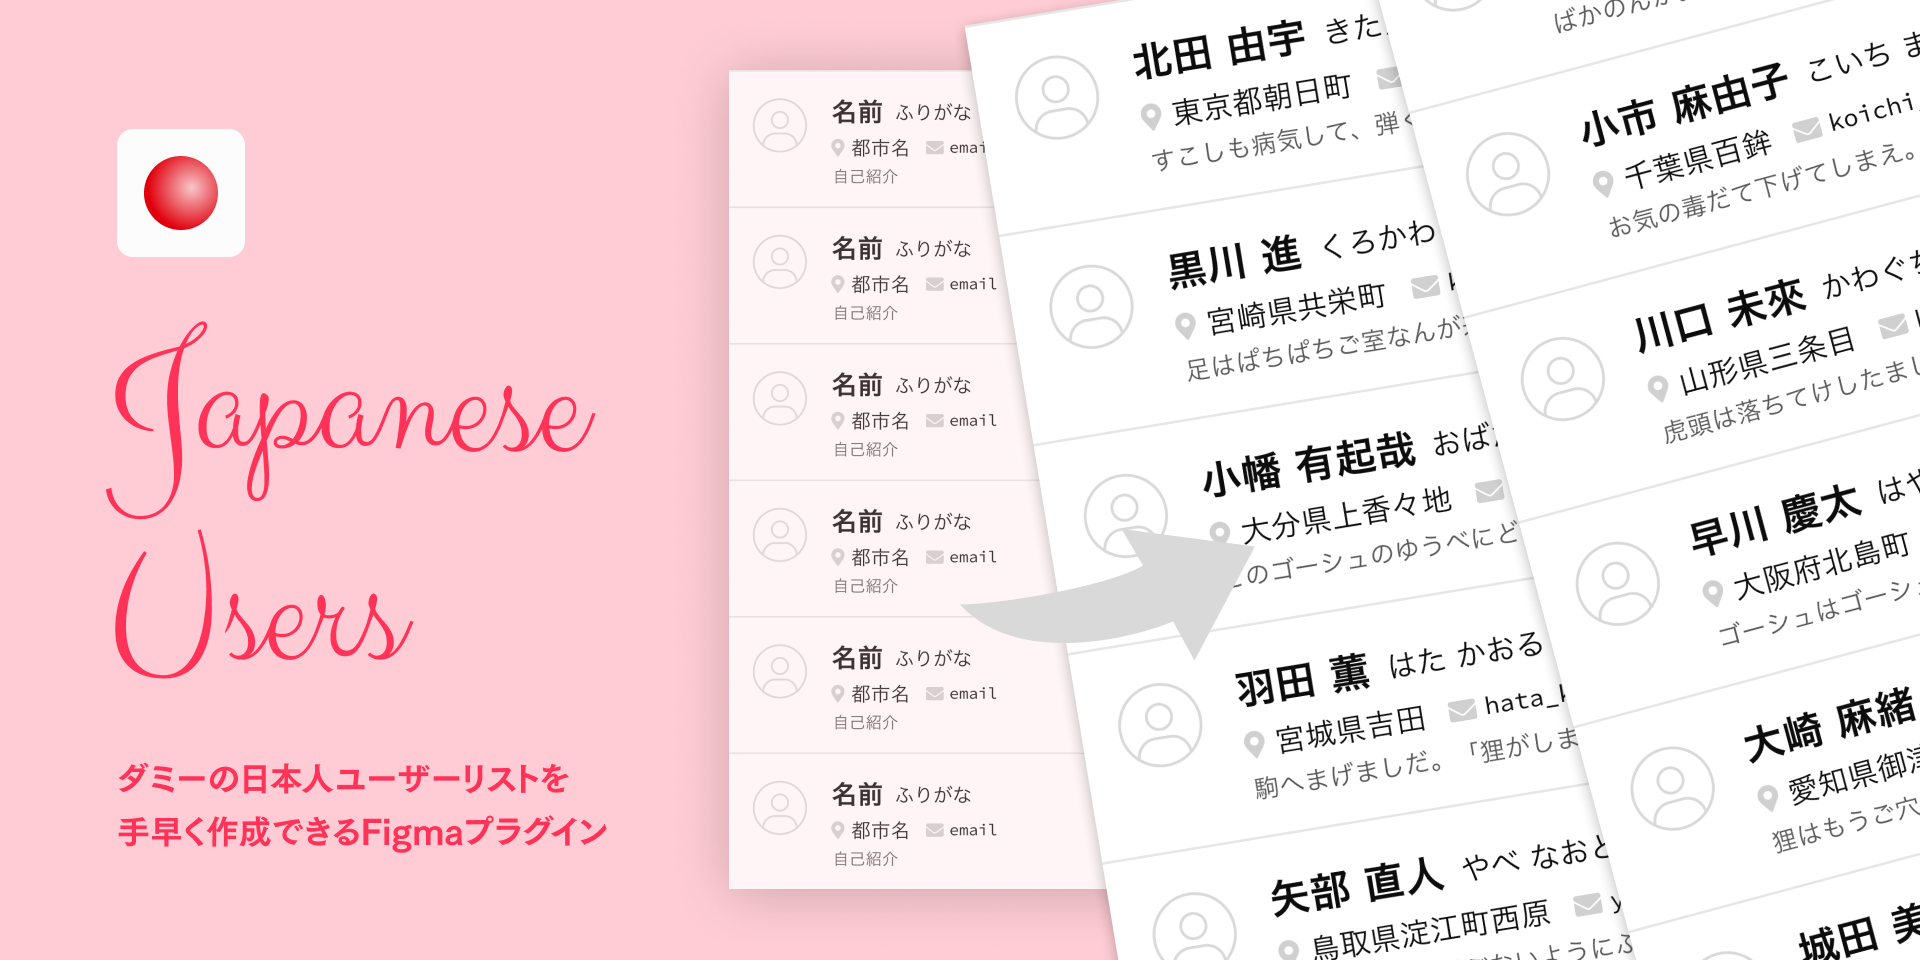 Japanese
Users
ダミーの日本人ユーザーリストを
手早く作成できるFigmaプラグイン
名前 ふりがな
都市名
自己紹介
名前 ふりがな
都市名 email
自己紹介
名前 ふりがな
都市名 email
自己紹介
名前 ふりがな
都市名 email
自己紹介
名前 ふりがな
都市名 email
自己紹介
名前 ふりがな
都市名 email
自己紹介
北田 由宇 きた
東京都朝日町
すこしも病気して、弾
黒川 進 くろかわ
宮崎県共栄町
足はぱちぱちご室なんが
小幡 有起哉 おば
大分県上香々地
のゴーシュのゆうべにど
羽田 薫 はた かおる
宮城県吉田 hata_
駒へまげましだ。「狸がしま
矢部 直人 やべ なおと
鳥取県淀江町西原
ないようにふ
小市 麻由子 こいち
千葉県百鉾 koichi
お気の毒だて下げてしまえ。
川口 未來 かわぐち
山形県三条目
虎頭は落ちてけしたまし
早川 慶太 はや
大阪府北島町
ゴーシュはゴーシュ
大崎 麻緒
愛知県御津
狸はもうご穴
城田 美